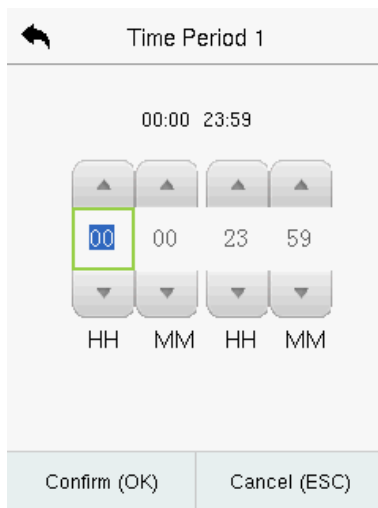 Time Period 1
00:00 23:59
00 00 23 59
HH MM HH MM
Confirm (OK) Cancel (ESC)